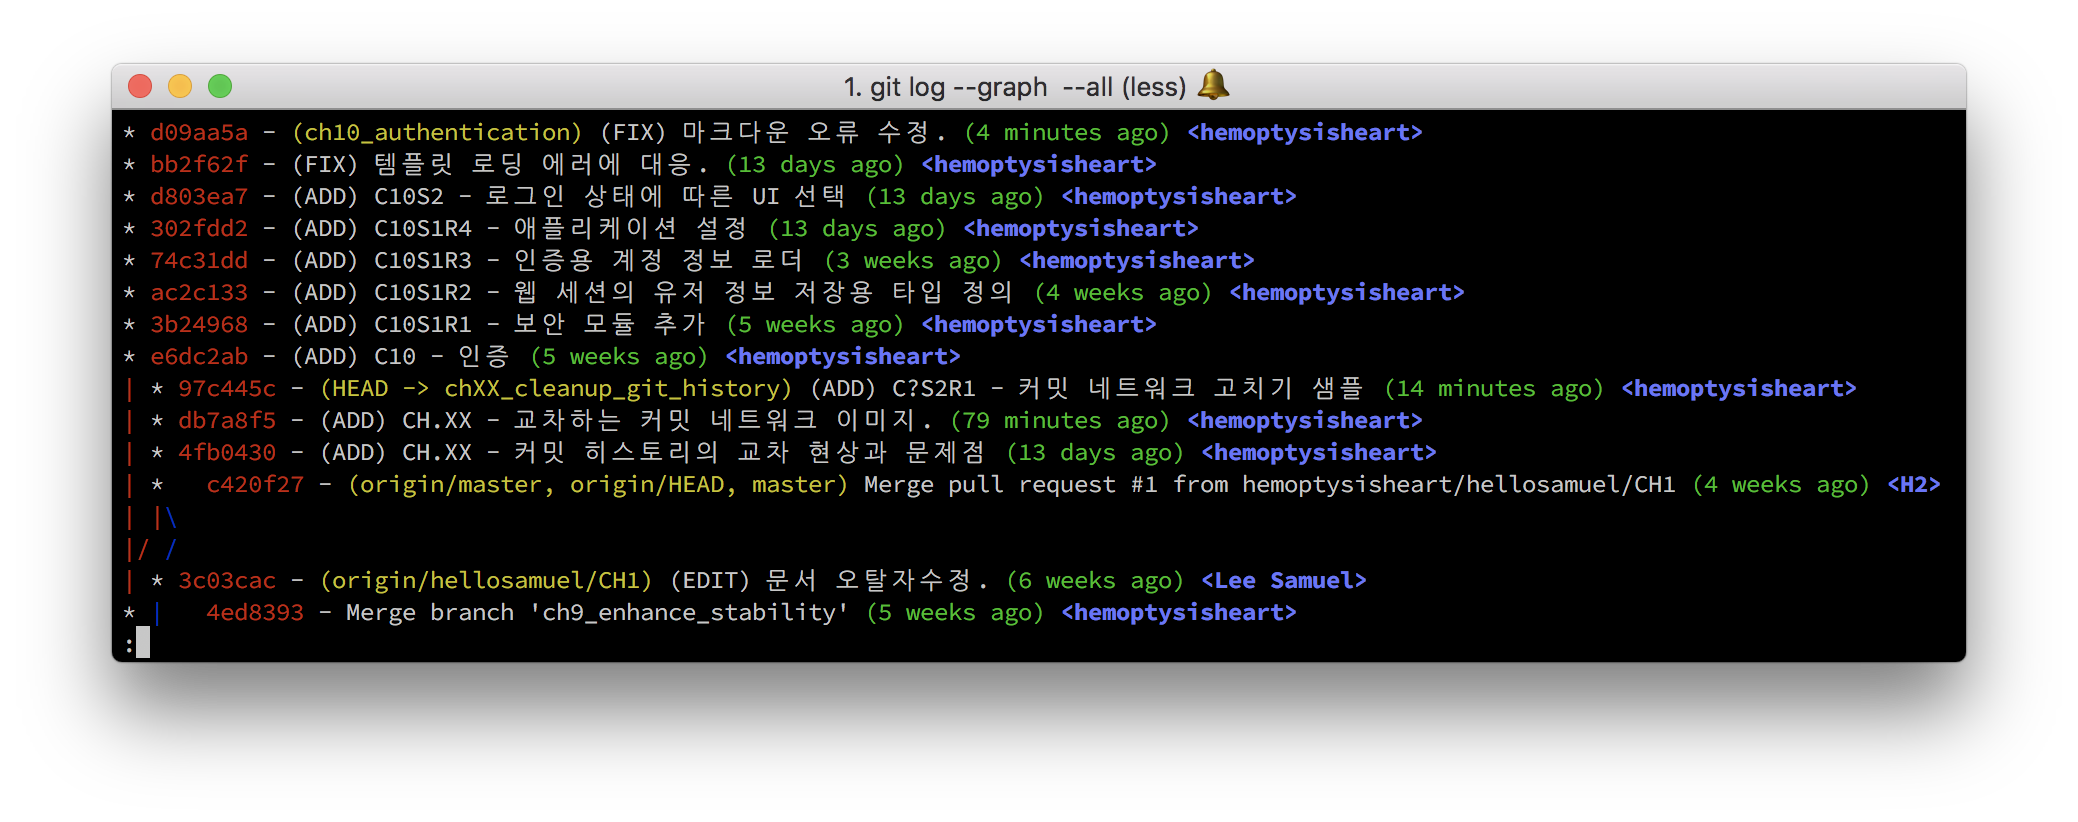 1. git log --graph --all (less)
* d09aa5a - (ch10_authentication) (FIX) 마크다운 오류 수정. (4 minutes ago) <hemoptysisheart>
* bb2f62f - (FIX) 템플릿 로딩 에러에 대응. (13 days ago) <hemoptysisheart>
* d803ea7 - (ADD) C10S2 - 로그인 상태에 따른 UI 선택 (13 days ago) <hemoptysisheart>
* 302fdd2 - (ADD) C10S1R4 - 애플리케이션 설정 (13 days ago) <hemoptysisheart>
* 74c31dd - (ADD) C10S1R3 - 인증용 계정 정보 로더 (3 weeks ago) <hemoptysisheart>
* ac2c133 - (ADD) C10S1R2 - 웹 세션의 유저 정보 저장용 타입 정의 (4 weeks ago) <hemoptysisheart>
* 3b24968 - (ADD) C10S1R1 - 보안 모듈 추가 (5 weeks ago) <hemoptysisheart>
* e6dc2ab - (ADD) C10 - 인증 (5 weeks ago) <hemoptysisheart>
| * 97c445c - (HEAD -> chXX_cleanup_git_history) (ADD) C?S2R1 - 커밋 네트워크 고치기 샘플 (14 minutes ago) <hemoptysisheart>
| * db7a8f5 - (ADD) CH.XX - 교차하는 커밋 네트워크 이미지. (79 minutes ago) <hemoptysisheart>
| * 4fb0430 - (ADD) CH.XX - 커밋 히스토리의 교차 현상과 문제점 (13 days ago) <hemoptysisheart>
| *   c420f27 - (origin/master, origin/HEAD, master) Merge pull request #1 from hemoptysisheart/hellosamuel/CH1 (4 weeks ago) <H2>
| |\
|/ /
| * 3c03cac - (origin/hellosamuel/CH1) (EDIT) 문서 오탈자수정. (6 weeks ago) <Lee Samuel>
* |   4ed8393 - Merge branch 'ch9_enhance_stability' (5 weeks ago) <hemoptysisheart>
: